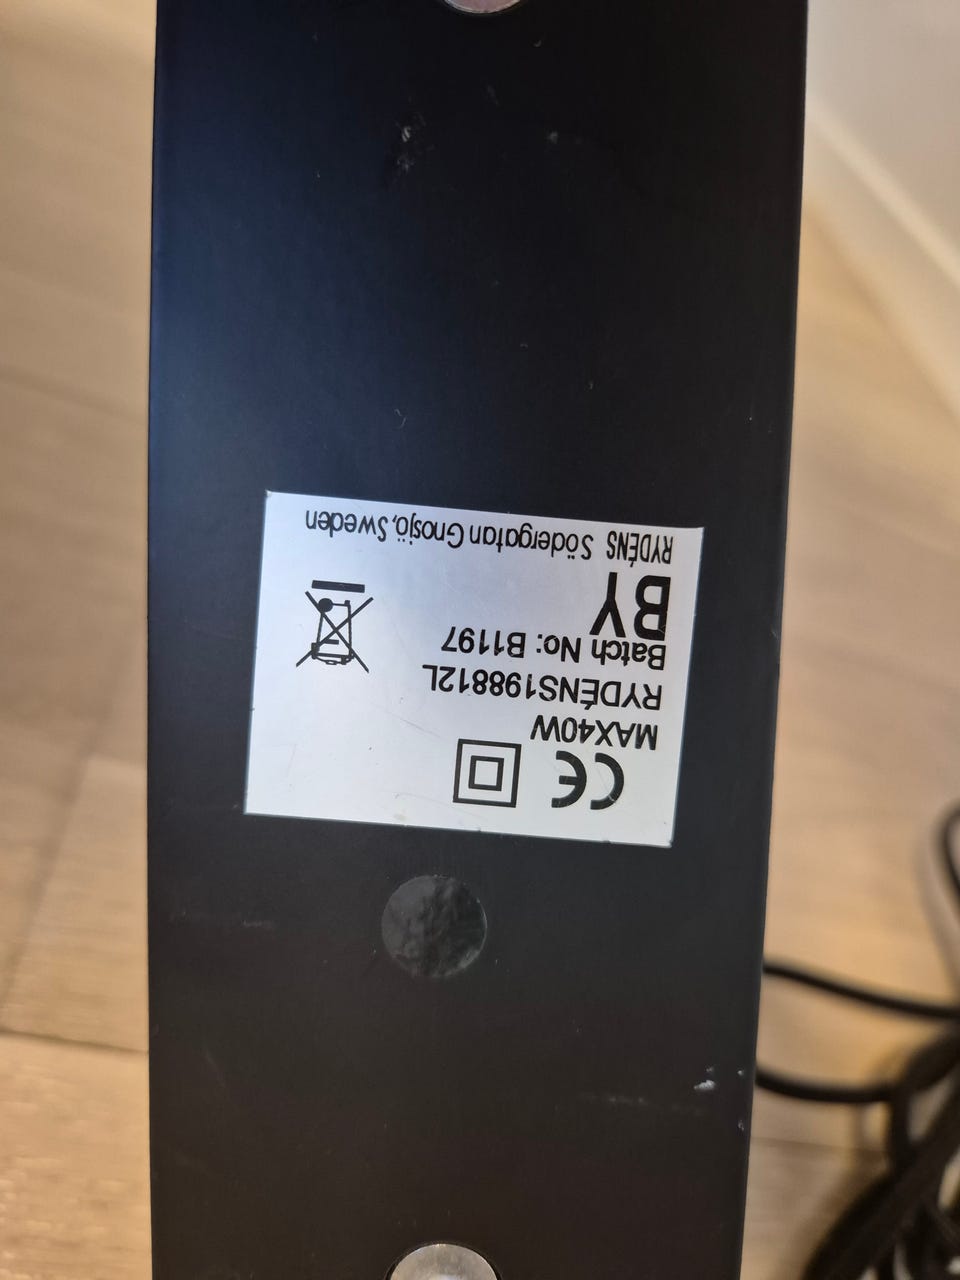 CE
MAX40W
RYDÉNS198812L
Batch No: B1197
BY
RYDÉNS Södergatan Gnosjö, Sweden